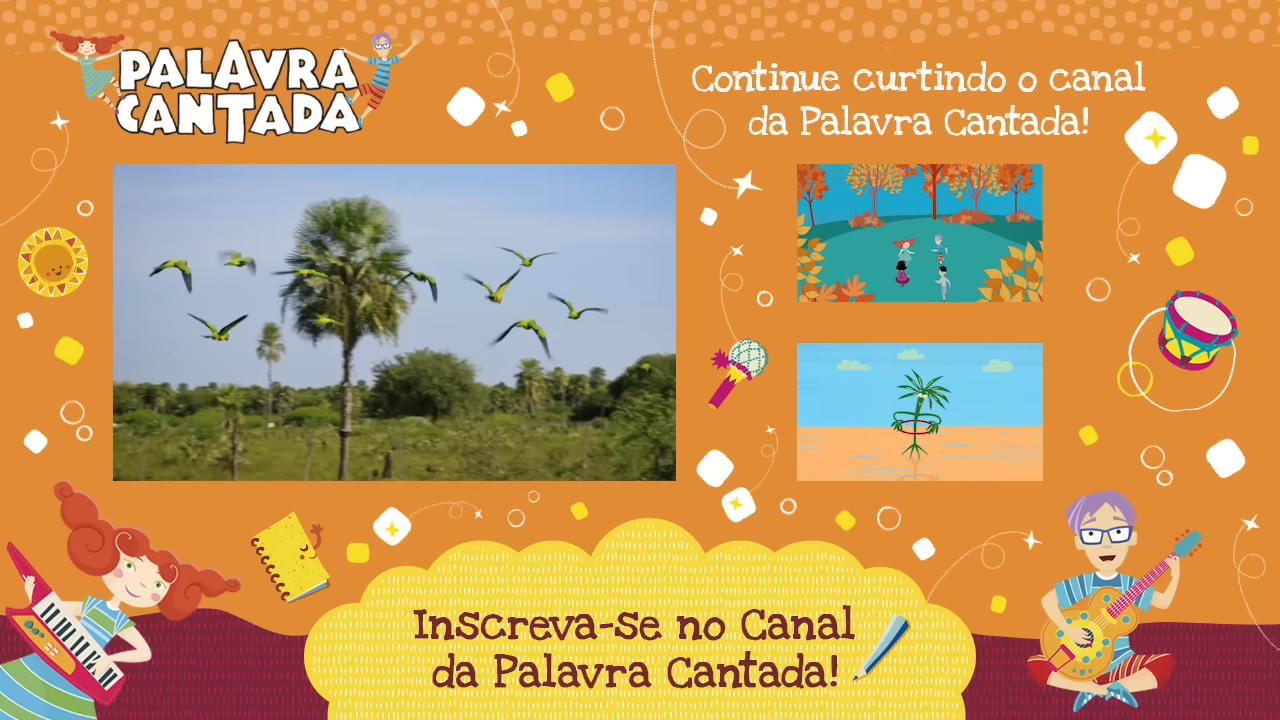 PALAVRA
CANTADA
Continue curtindo o canal
da Palavra Cantada!
Inscreva-se no Canal
da Palavra Cantada!